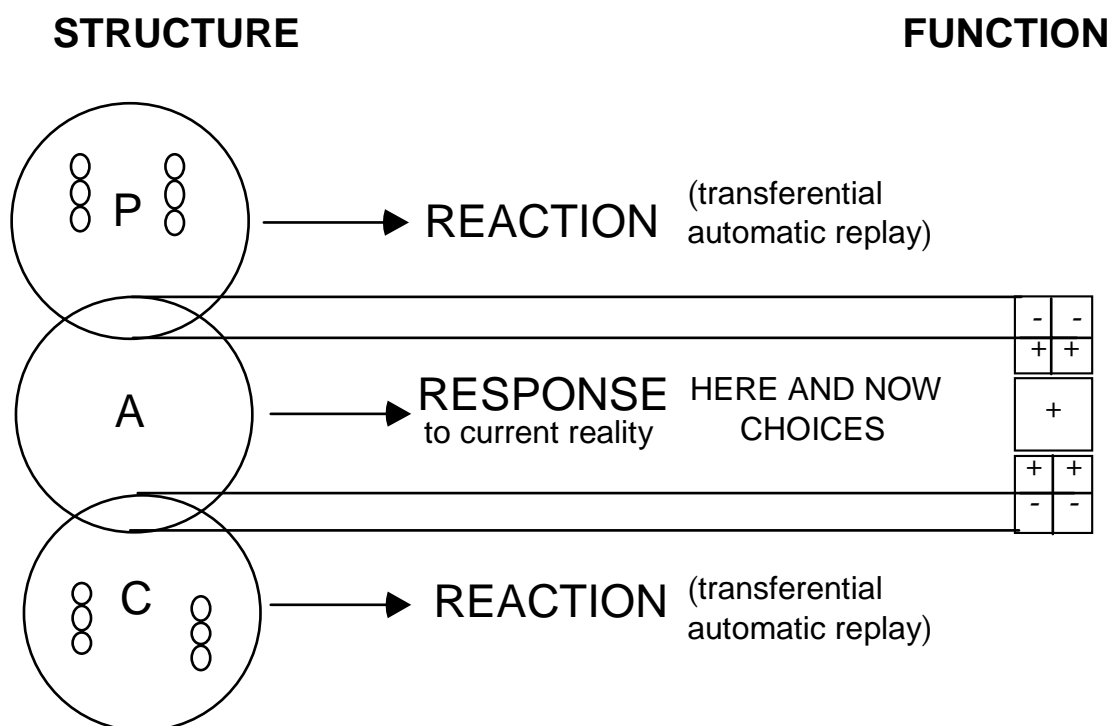 STRUCTURE FUNCTION
P
REACTION (transferential
automatic replay)
- -
+ +
A
RESPONSE HERE AND NOW
to current reality CHOICES
+
+ +
- -
C
REACTION (transferential
automatic replay)